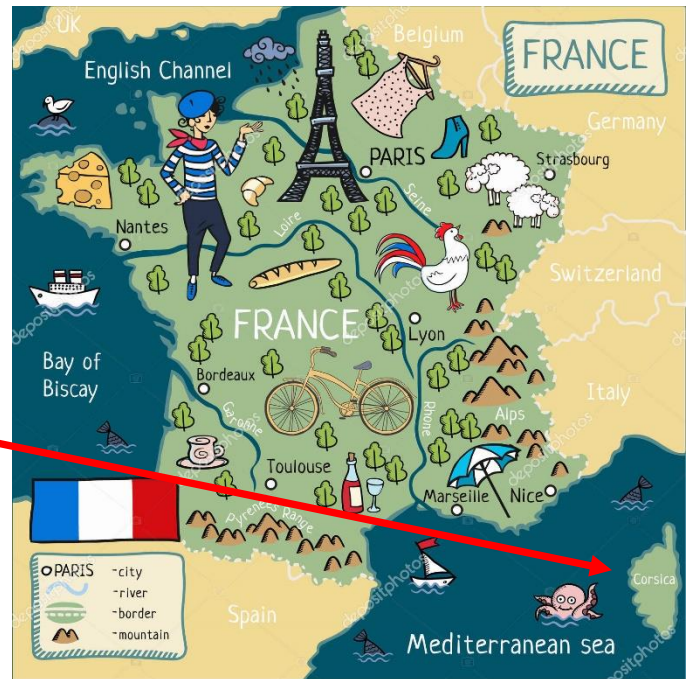 UK
English Channel
Belgium
FRANCE
Germany
PARIS
Strasbourg
Seine
Loire
Nantes
Switzerland
FRANCE
Lyon
Bay of
Biscay
Bordeaux
Italy
Garonne
Rhone
Alps
Toulouse
Marseille
Nice
Pyrenees Range
PARIS -city
-river
-border
-mountain
Spain
Corsica
Mediterranean sea
depositphotos